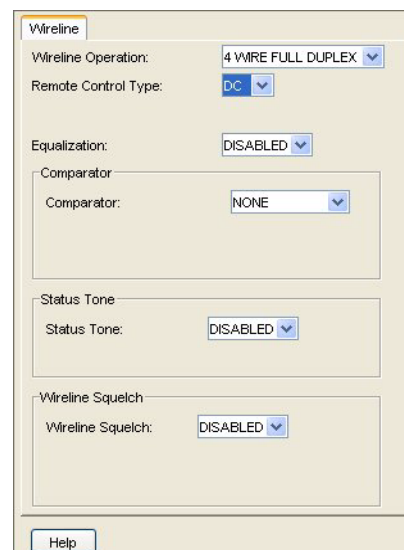 Wireline
Wireline Operation: 4 WIRE FULL DUPLEX
Remote Control Type: DC
Equalization: DISABLED
Comparator
Comparator: NONE
Status Tone
Status Tone: DISABLED
Wireline Squelch
Wireline Squelch: DISABLED
Help